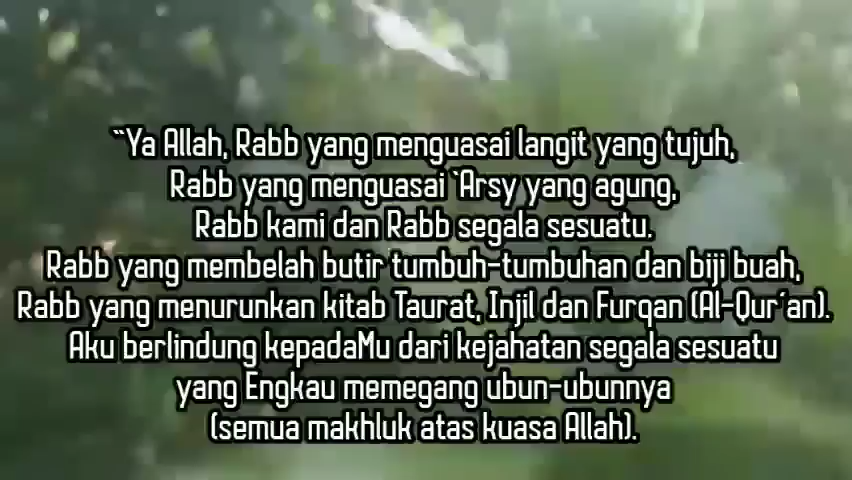 “Ya Allah, Rabb yang menguasai langit yang tujuh,
Rabb yang menguasai `Arsy yang agung,
Rabb kami dan Rabb segala sesuatu.
Rabb yang membelah butir tumbuh-tumbuhan dan biji buah,
Rabb yang menurunkan kitab Taurat, Injil dan Furqan (Al-Qur´an).
Aku berlindung kepadaMu dari kejahatan segala sesuatu
yang Engkau memegang ubun-ubunnya
(semua makhluk atas kuasa Allah).